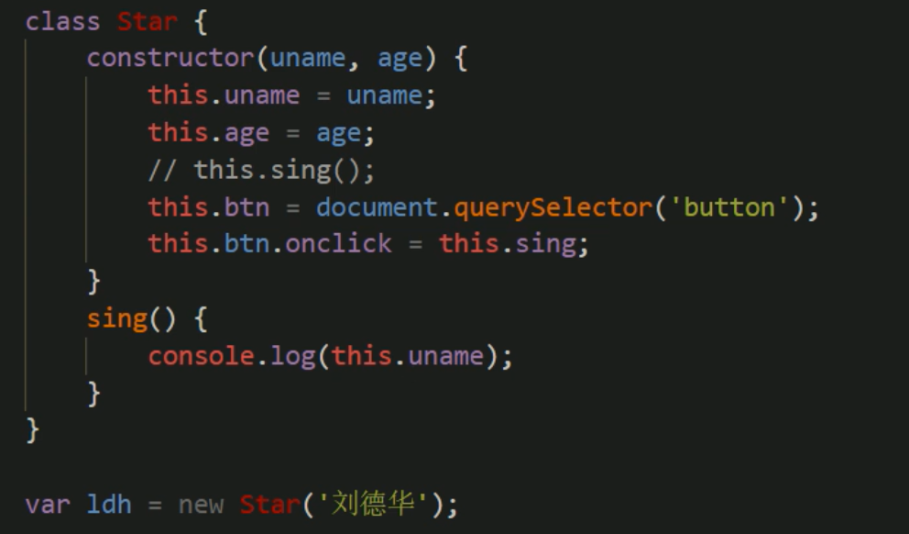 class Star {
constructor(uname, age) {
this.uname = uname;
this.age = age;
// this.sing();
this.btn = document.querySelector('button');
this.btn.onclick = this.sing;
}
sing() {
console.log(this.uname);
}
}
var ldh = new Star('刘德华');